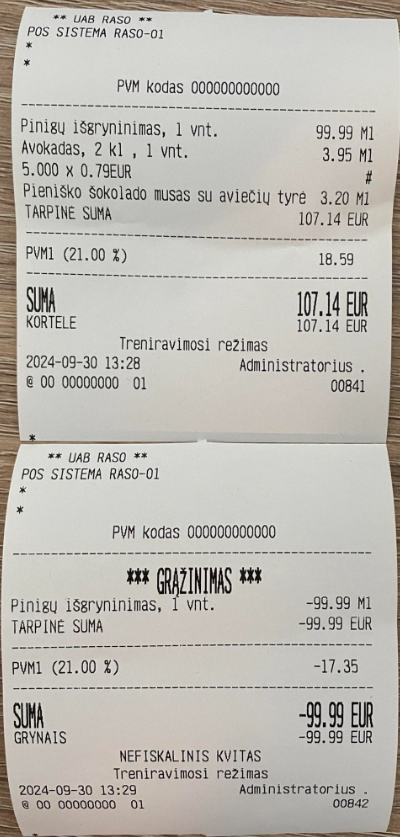 ** UAB RASO **
POS SISTEMA RASO-01
*
*
PVM kodas 000000000000
Pinigų išgryninimas, 1 vnt. 99.99 M1
Avokadas, 2 kl , 1 vnt. 3.95 M1
5.000 x 0.79EUR #
Pieniško šokolado musas su aviečių tyrė 3.20 M1
TARPINĖ SUMA 107.14 EUR
PVM1 (21.00 %) 18.59
SUMA 107.14 EUR
KORTELE 107.14 EUR
Treniravimosi režimas
2024-09-30 13:28 Administratorius .
@ 00 00000000 01 00841
*
** UAB RASO **
POS SISTEMA RASO-01
*
*
PVM kodas 000000000000
*** GRĄŽINIMAS ***
Pinigų išgryninimas, 1 vnt. -99.99 M1
TARPINĖ SUMA -99.99 EUR
PVM1 (21.00 %) -17.35
SUMA -99.99 EUR
GRYNAIS -99.99 EUR
NEFISKALINIS KVITAS
Treniravimosi režimas
2024-09-30 13:29 Administratorius .
@ 00 00000000 01 00842